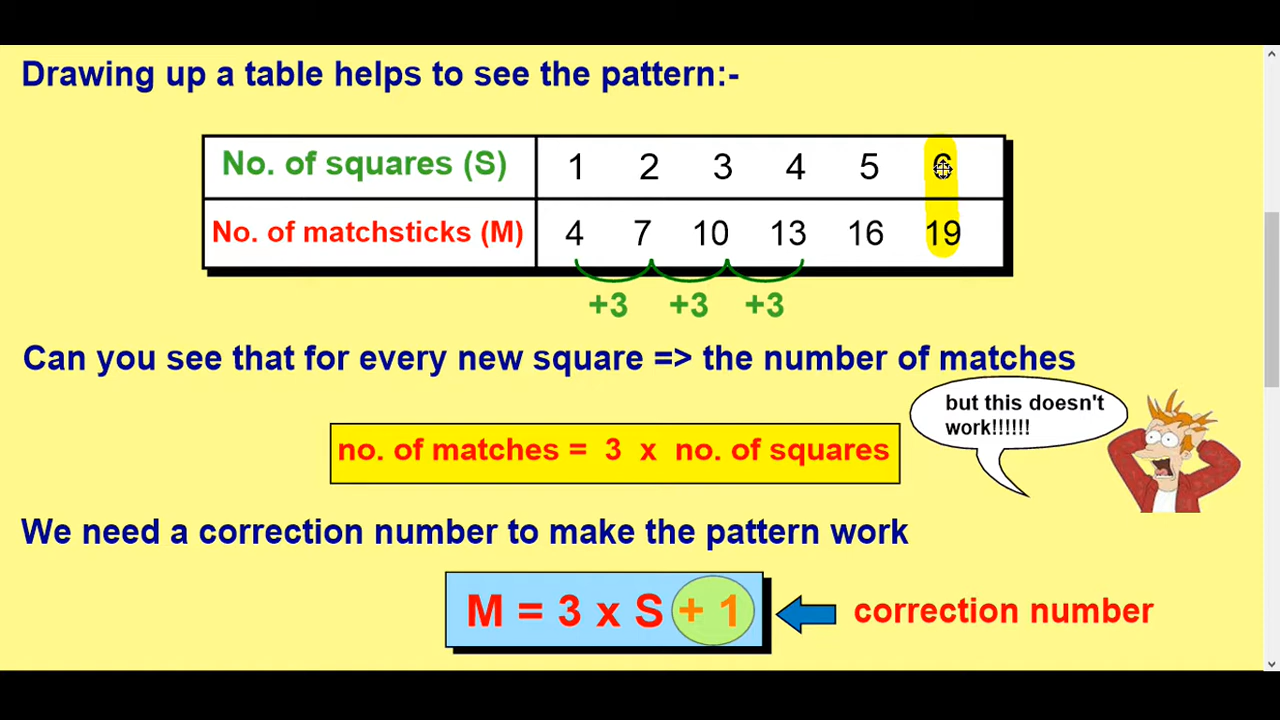 Drawing up a table helps to see the pattern:-
No. of squares (S) 1 2 3 4 5 6
No. of matchsticks (M) 4 7 10 13 16 19
+3 +3 +3
Can you see that for every new square => the number of matches
but this doesn't
work!!!!!!
no. of matches = 3 x no. of squares
We need a correction number to make the pattern work
M = 3 x S + 1
correction number